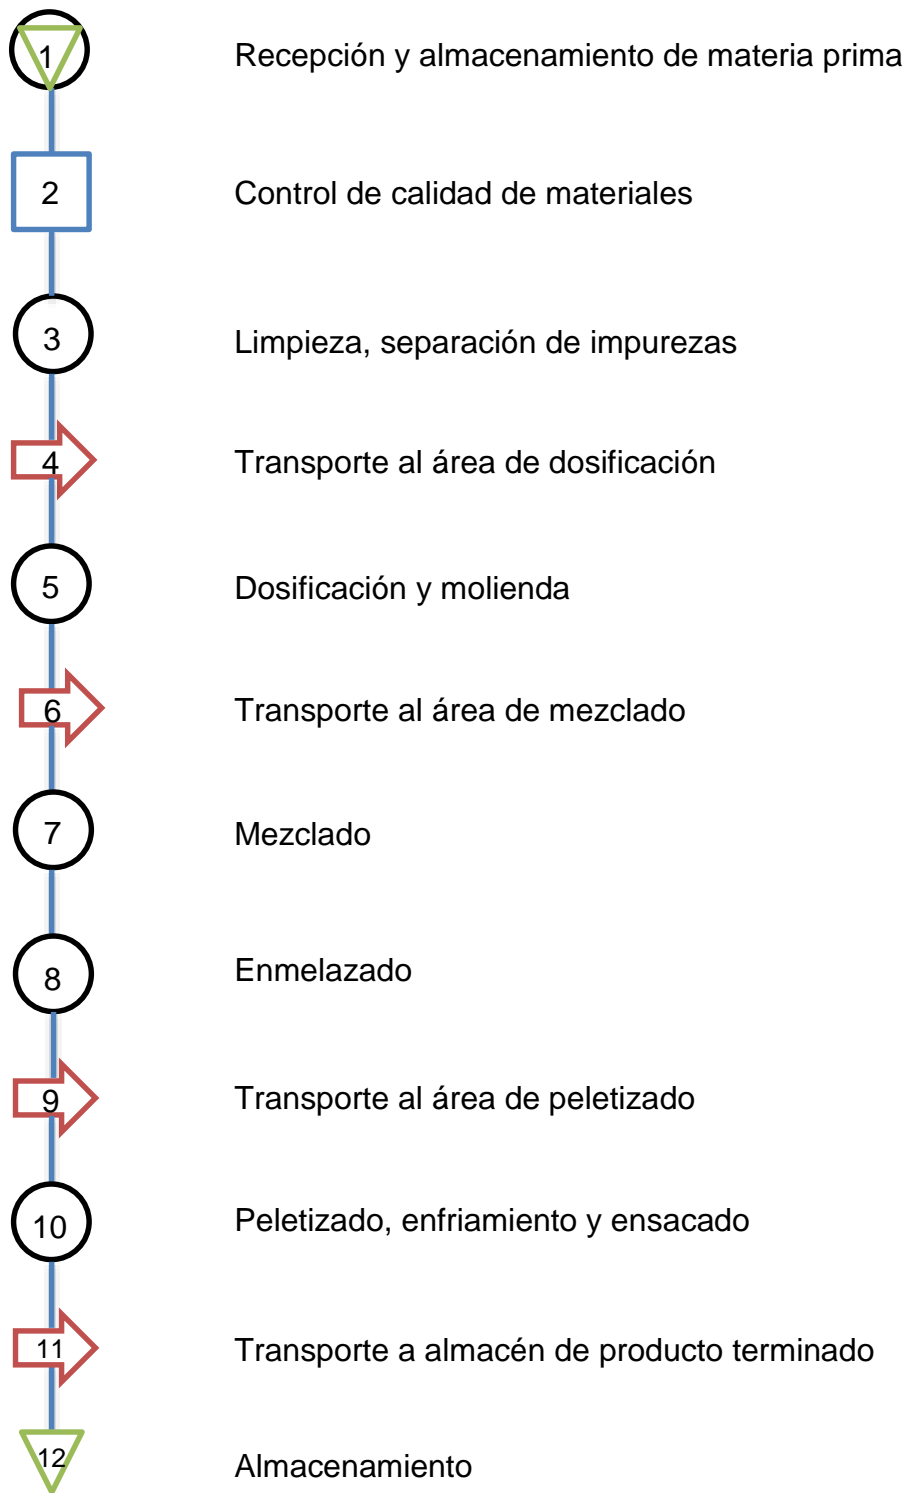 1 Recepción y almacenamiento de materia prima
2 Control de calidad de materiales
3 Limpieza, separación de impurezas
4 Transporte al área de dosificación
5 Dosificación y molienda
6 Transporte al área de mezclado
7 Mezclado
8 Enmelazado
9 Transporte al área de peletizado
10 Peletizado, enfriamiento y ensacado
11 Transporte a almacén de producto terminado
12 Almacenamiento